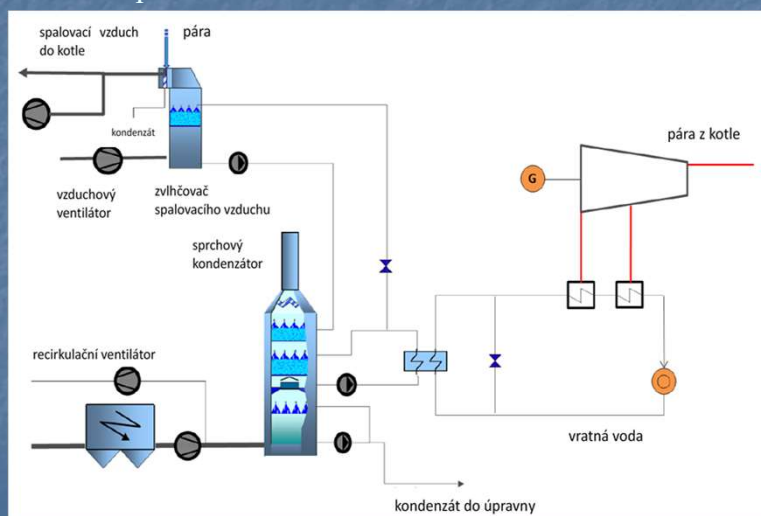 spalovací vzduch
do kotle
pára
kondenzát
pára z kotle
G
vzduchový
ventilátor
zvlhčovač
spalovacího vzduchu
sprchový
kondenzátor
recirkulační ventilátor
vratná voda
kondenzát do úpravny